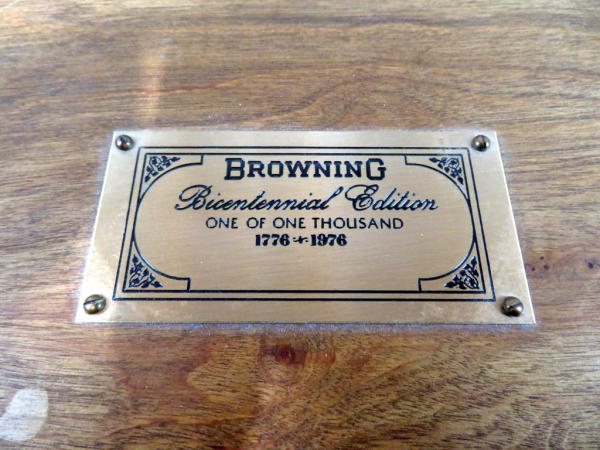 BROWNING
Bicentennial Edition
ONE OF ONE THOUSAND
1776 ★ 1976